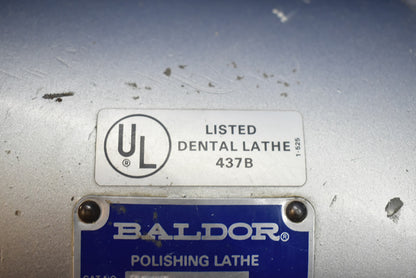 UL
®
LISTED
DENTAL LATHE
437B
1-525
BALDOR®
POLISHING LATHE